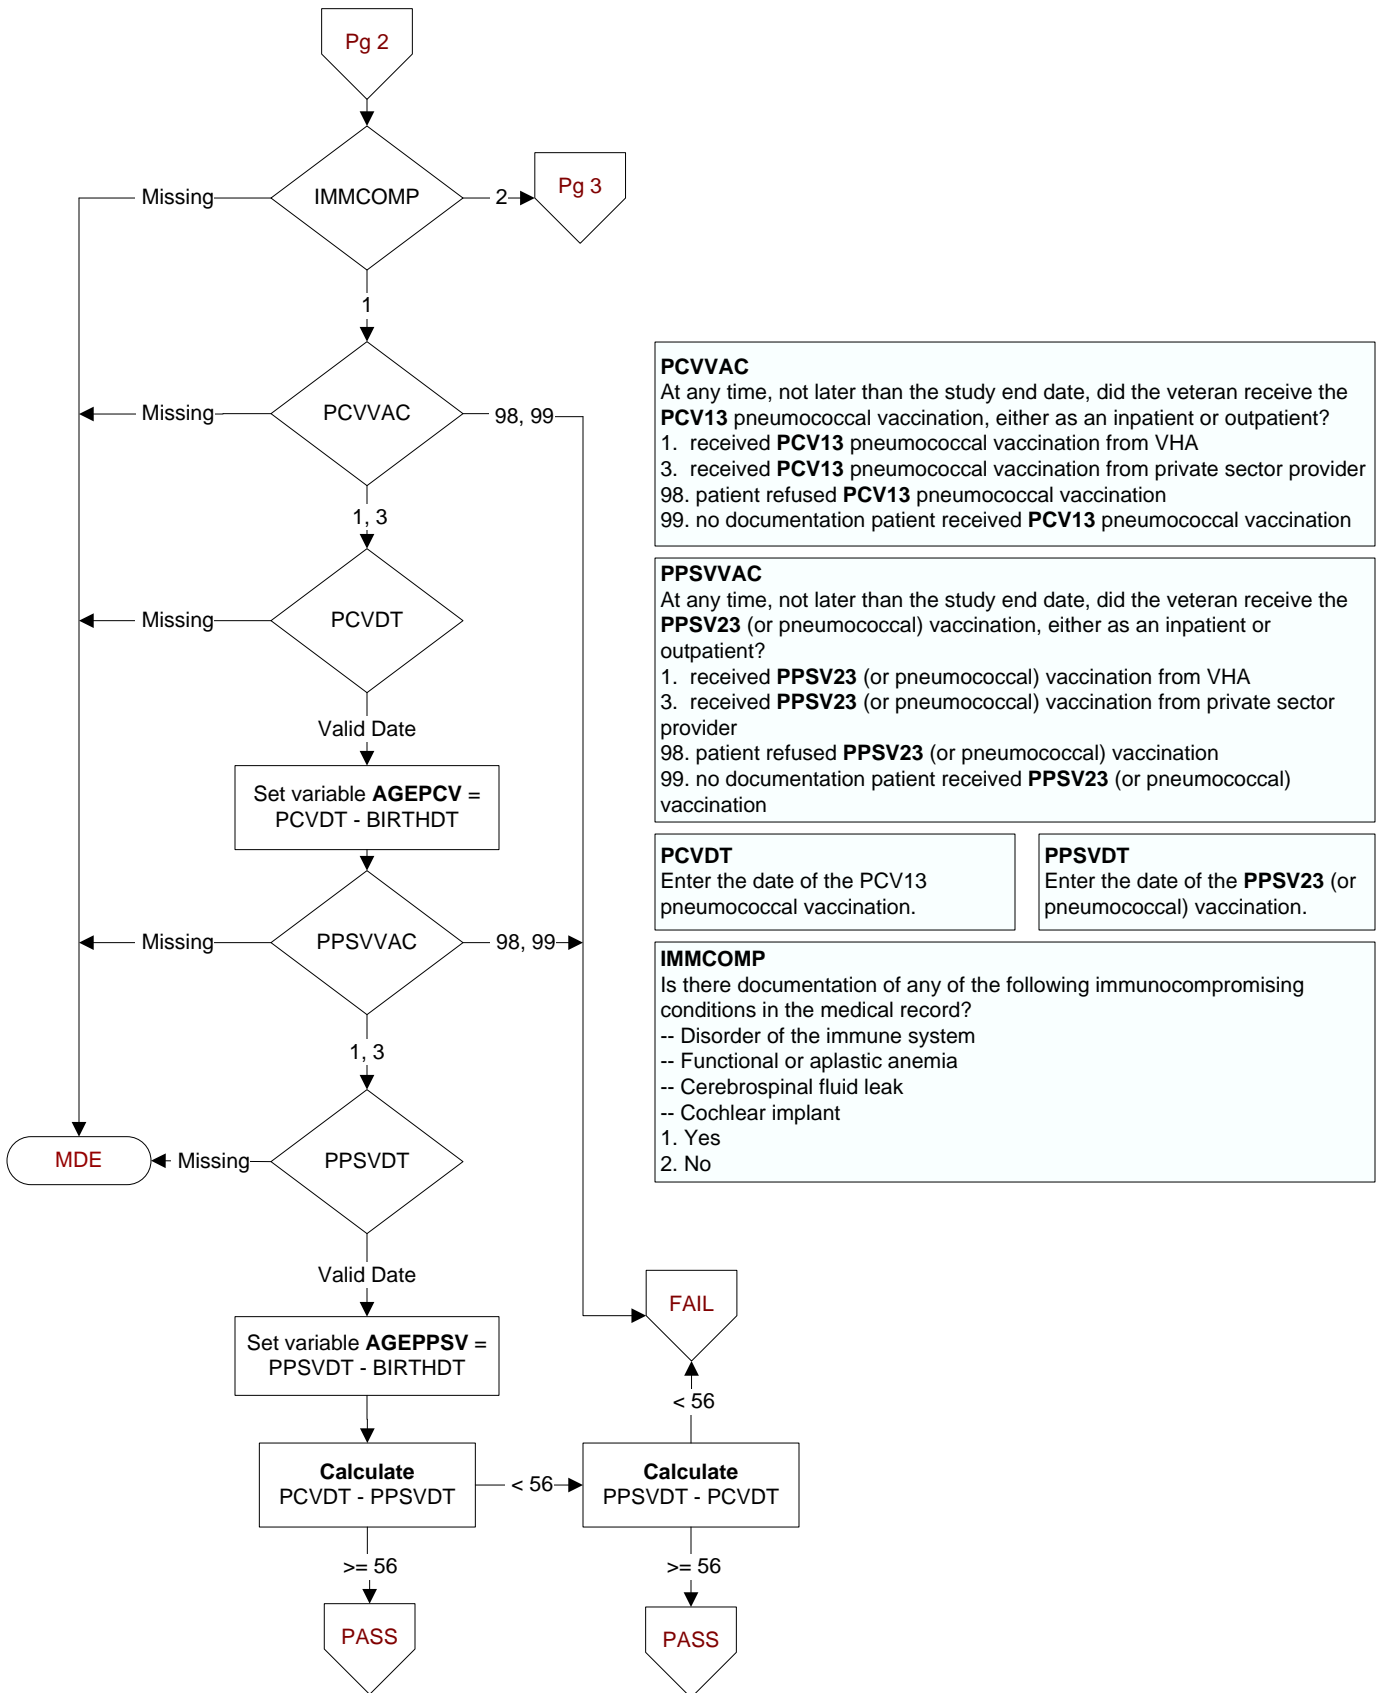 Pg 2
IMMCOMP
Missing
2
Pg 3
1
PCVVAC
Missing
98, 99
1, 3
PCVDT
Missing
Valid Date
Set variable AGEPCV =
PCVDT - BIRTHDT
PPSVVAC
Missing
98, 99
1, 3
MDE
Missing
PPSVDT
Valid Date
FAIL
Set variable AGEPPSV =
PPSVDT - BIRTHDT
< 56
Calculate
PCVDT - PPSVDT
< 56
Calculate
PPSVDT - PCVDT
>= 56
>= 56
PASS
PASS
PCVVAC
At any time, not later than the study end date, did the veteran receive the
PCV13 pneumococcal vaccination, either as an inpatient or outpatient?
1. received PCV13 pneumococcal vaccination from VHA
3. received PCV13 pneumococcal vaccination from private sector provider
98. patient refused PCV13 pneumococcal vaccination
99. no documentation patient received PCV13 pneumococcal vaccination
PPSVVAC
At any time, not later than the study end date, did the veteran receive the
PPSV23 (or pneumococcal) vaccination, either as an inpatient or
outpatient?
1. received PPSV23 (or pneumococcal) vaccination from VHA
3. received PPSV23 (or pneumococcal) vaccination from private sector
provider
98. patient refused PPSV23 (or pneumococcal) vaccination
99. no documentation patient received PPSV23 (or pneumococcal)
vaccination
PCVDT
Enter the date of the PCV13
pneumococcal vaccination.
PPSVDT
Enter the date of the PPSV23 (or
pneumococcal) vaccination.
IMMCOMP
Is there documentation of any of the following immunocompromising
conditions in the medical record?
-- Disorder of the immune system
-- Functional or aplastic anemia
-- Cerebrospinal fluid leak
-- Cochlear implant
1. Yes
2. No